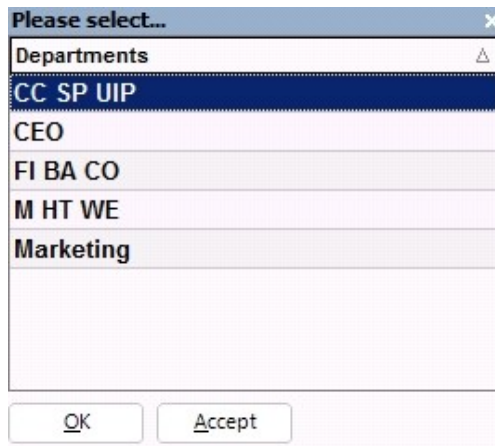 Please select...
Departments
CC SP UIP
CEO
FI BA CO
M HT WE
Marketing
OK
Accept